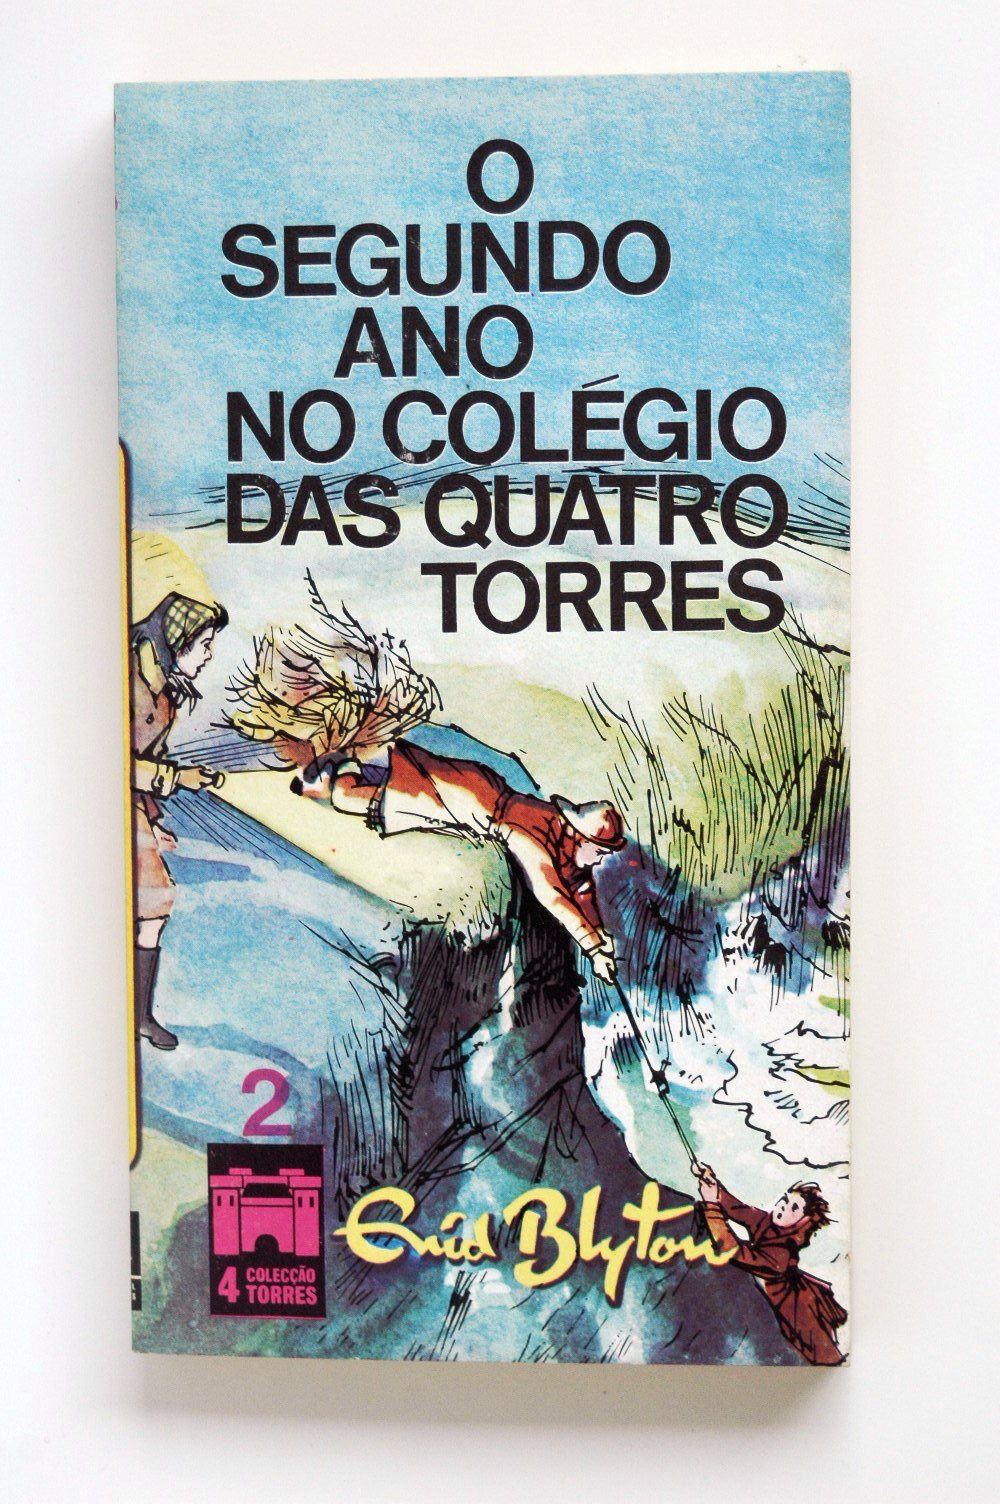 O
SEGUNDO
ANO
NO COLÉGIO
DAS QUATRO
TORRES
2
4 COLECÇÃO
TORRES
Enid Blyton